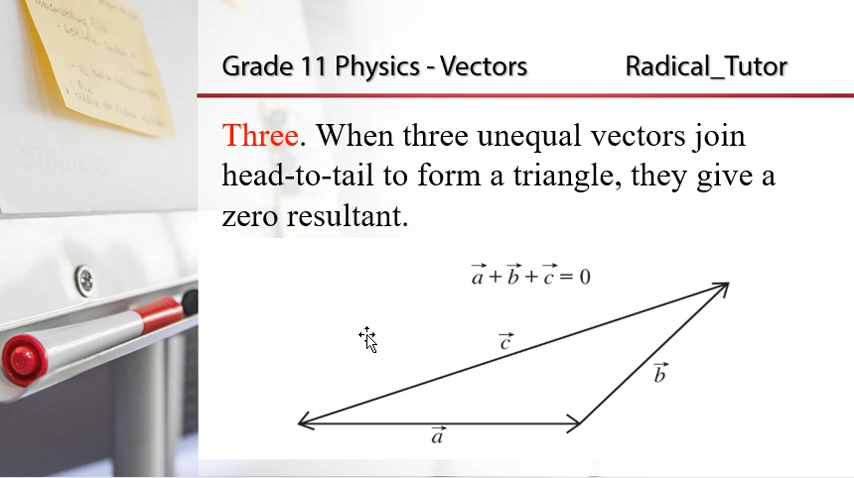 Grade 11 Physics - Vectors Radical_Tutor
Three. When three unequal vectors join
head-to-tail to form a triangle, they give a
zero resultant.
a⃗ + b⃗ + c⃗ = 0
c⃗
b⃗
a⃗